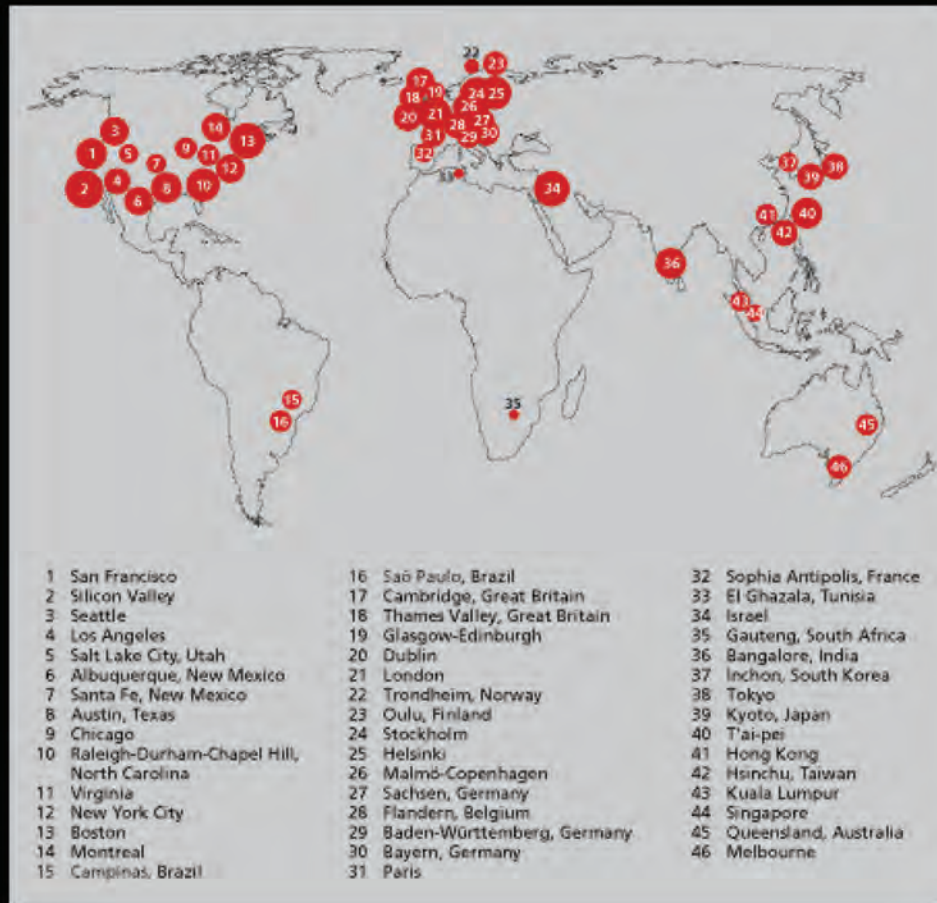 22
23
17
19
24
25
18
26
21
20
27
28
30
31
29
32
33
34
3
14
13
1
5
9
11
7
12
2
4
8
10
6
37
38
39
41
40
42
36
43
44
15
16
35
45
46
1 San Francisco
2 Silicon Valley
3 Seattle
4 Los Angeles
5 Salt Lake City, Utah
6 Albuquerque, New Mexico
7 Santa Fe, New Mexico
8 Austin, Texas
9 Chicago
10 Raleigh-Durham-Chapel Hill,
North Carolina
11 Virginia
12 New York City
13 Boston
14 Montreal
15 Campinas, Brazil
16 Saō Paulo, Brazil
17 Cambridge, Great Britain
18 Thames Valley, Great Britain
19 Glasgow-Edinburgh
20 Dublin
21 London
22 Trondheim, Norway
23 Oulu, Finland
24 Stockholm
25 Helsinki
26 Malmö-Copenhagen
27 Sachsen, Germany
28 Flandern, Belgium
29 Baden-Württemberg, Germany
30 Bayern, Germany
31 Paris
32 Sophia Antipolis, France
33 El Ghazala, Tunisia
34 Israel
35 Gauteng, South Africa
36 Bangalore, India
37 Inchon, South Korea
38 Tokyo
39 Kyoto, Japan
40 T'ai-pei
41 Hong Kong
42 Hsinchu, Taiwan
43 Kuala Lumpur
44 Singapore
45 Queensland, Australia
46 Melbourne